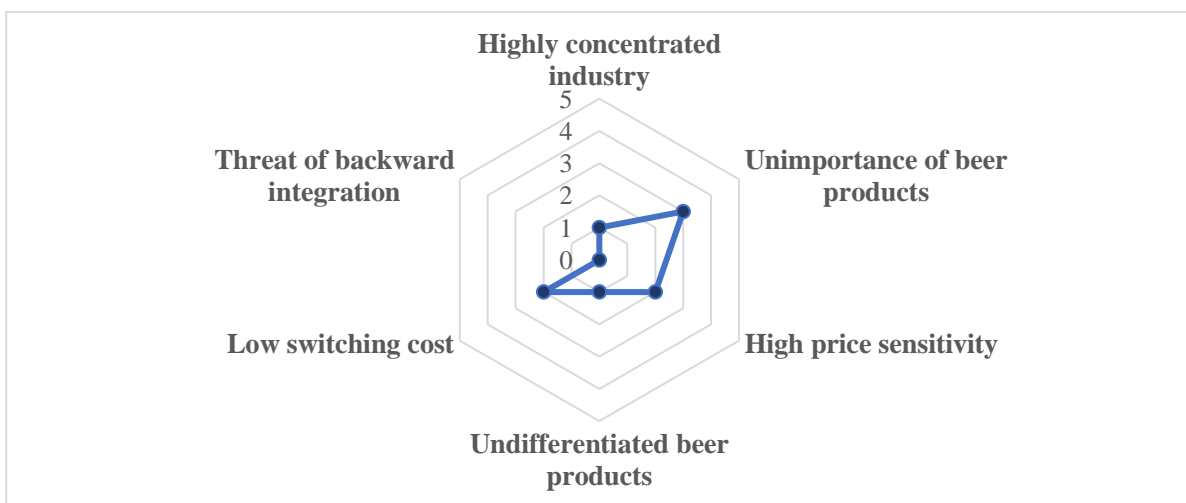 Highly concentrated
industry
5
4
3
2
1
0
Threat of backward
integration
Unimportance of beer
products
Low switching cost
High price sensitivity
Undifferentiated beer
products